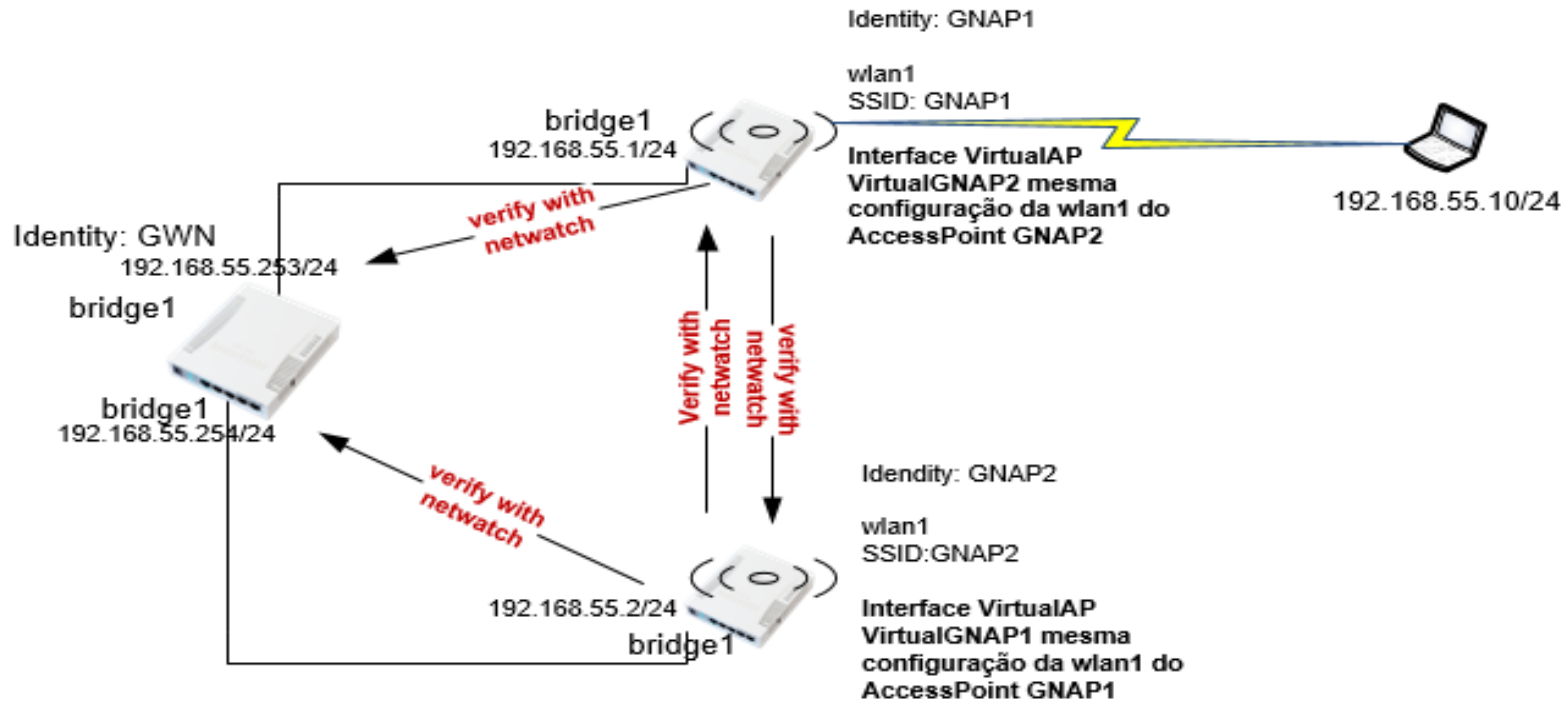 Identity: GNAP1
wlan1
SSID: GNAP1
Interface VirtualAP
VirtualGNAP2 mesma
configuração da wlan1 do
AccessPoint GNAP2
bridge1
192.168.55.1/24
192.168.55.10/24
verify with
netwatch
Identity: GWN
192.168.55.253/24
bridge1
bridge1
192.168.55.254/24
Verify with
netwatch
verify with
netwatch
verify with
netwatch
Idendity: GNAP2
wlan1
SSID:GNAP2
Interface VirtualAP
VirtualGNAP1 mesma
configuração da wlan1 do
AccessPoint GNAP1
192.168.55.2/24
bridge1